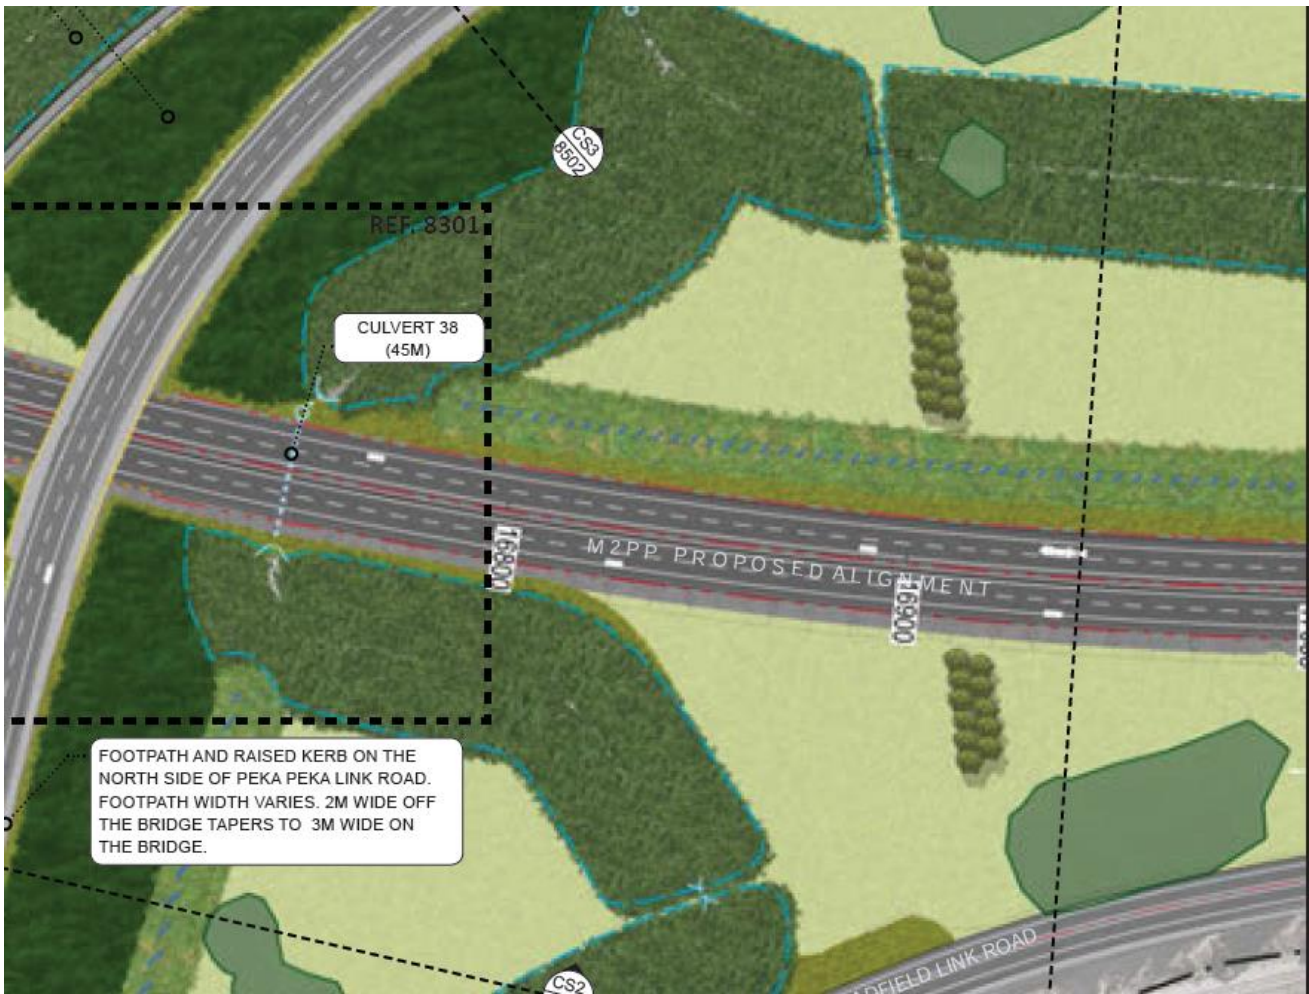 CS3
8502
REF. 8301
CULVERT 38
(45M)
16800
M2PP PROPOSED ALIGNMENT
16900
FOOTPATH AND RAISED KERB ON THE
NORTH SIDE OF PEKA PEKA LINK ROAD.
FOOTPATH WIDTH VARIES. 2M WIDE OFF
THE BRIDGE TAPERS TO 3M WIDE ON
THE BRIDGE.
LINK ROAD
CS2